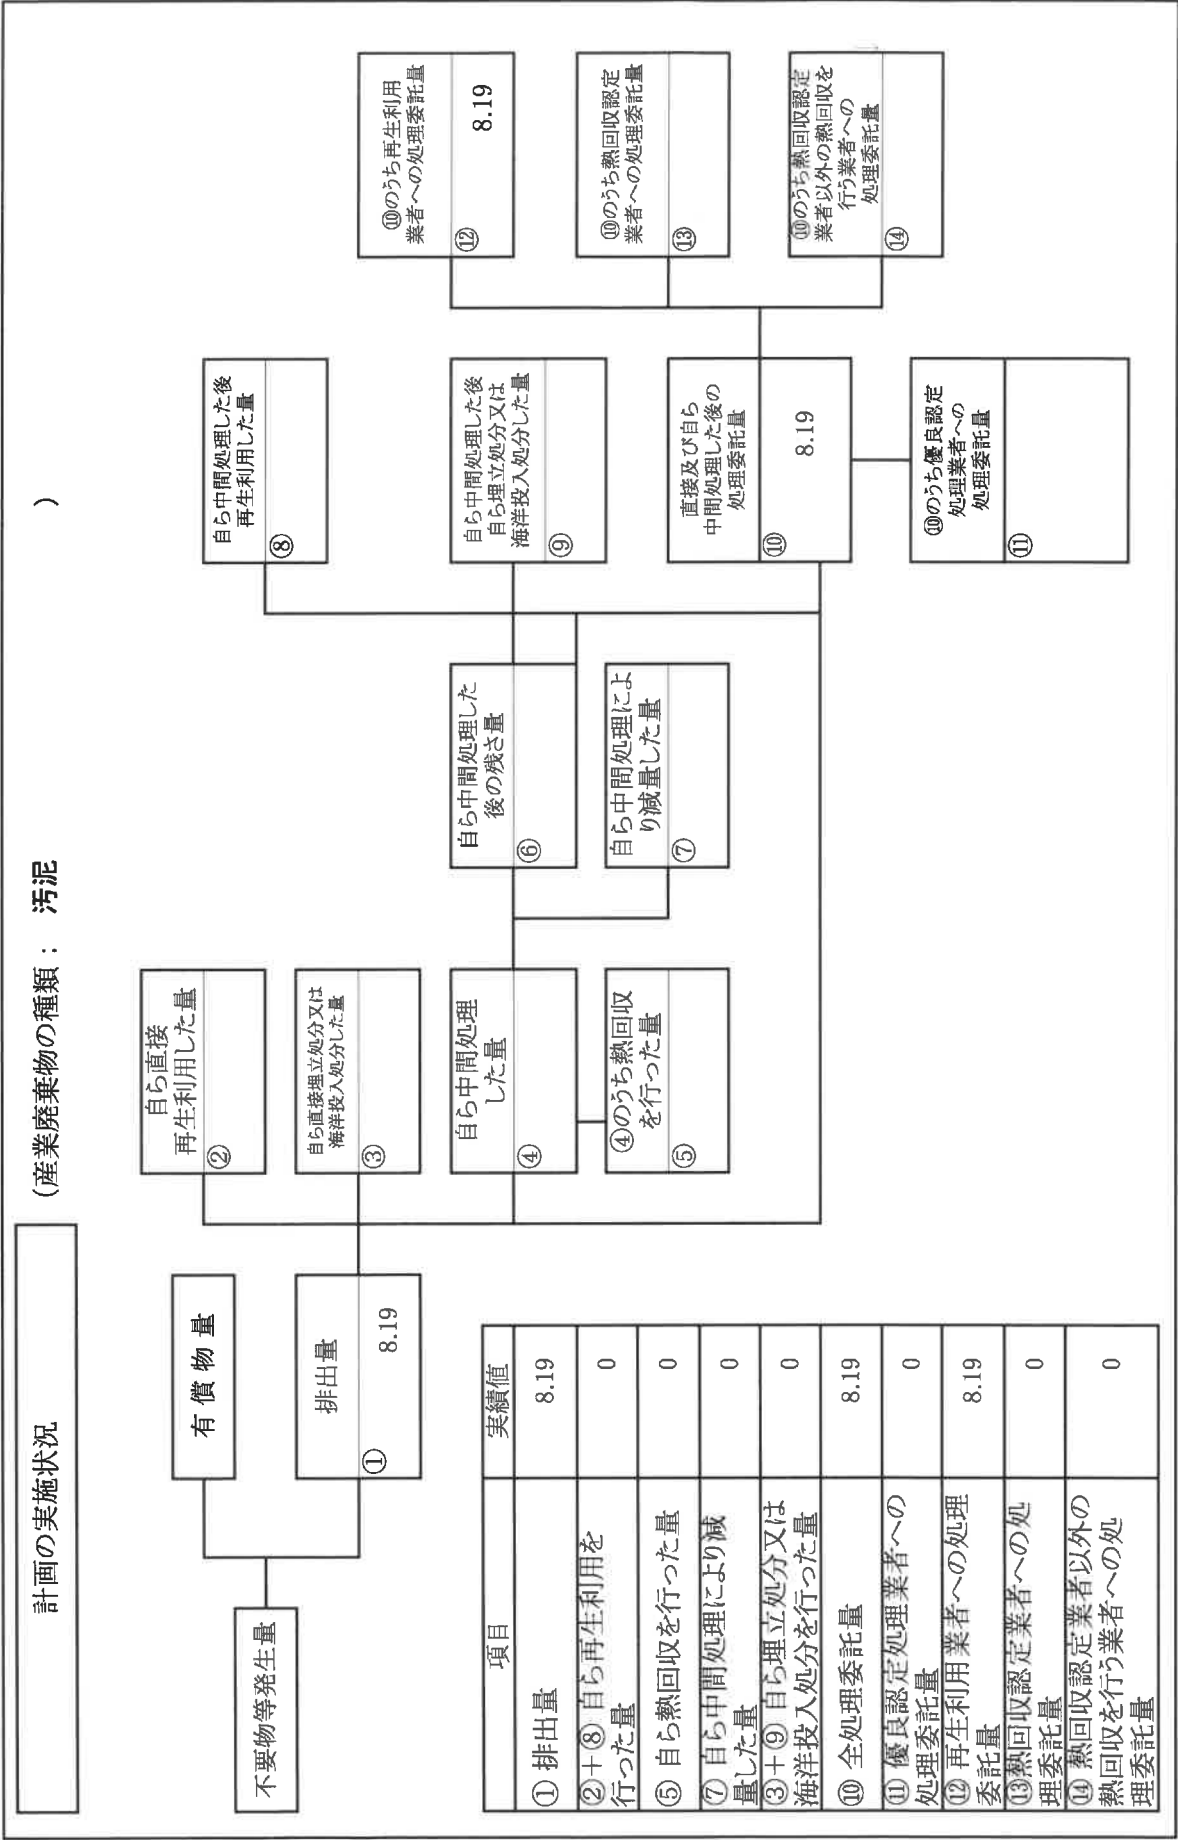 計画の実施状況
（産業廃棄物の種類： 汚泥 ）
不要物等発生量
有償物量
排出量
① 8.19
自ら直接
再生利用した量
②
自ら直接埋立処分又は
海洋投入処分した量
③
自ら中間処理
した量
④
④のうち熱回収
を行った量
⑤
自ら中間処理した
後の残さ量
⑥
自ら中間処理によ
り減量した量
⑦
自ら中間処理した後
再生利用した量
⑧
自ら中間処理した後
自ら埋立処分又は
海洋投入処分した量
⑨
直接及び自ら
中間処理した後の
処理委託量
⑩ 8.19
⑩のうち優良認定
処理業者への
処理委託量
⑪
⑩のうち再生利用
業者への処理委託量
⑫ 8.19
⑩のうち熱回収認定
業者への処理委託量
⑬
⑩のうち熱回収認定
業者以外の熱回収を
行う業者への
処理委託量
⑭
項目 実績値
① 排出量 8.19
②＋⑧ 自ら再生利用を
行った量 0
⑤ 自ら熱回収を行った量 0
⑦ 自ら中間処理により減
量した量 0
③＋⑨ 自ら埋立処分又は
海洋投入処分を行った量 0
⑩ 全処理委託量 8.19
⑪ 優良認定処理業者への
処理委託量 0
⑫ 再生利用業者への処理
委託量 8.19
⑬熱回収認定業者への処
理委託量 0
⑭ 熱回収認定業者以外の
熱回収を行う業者への処
理委託量 0